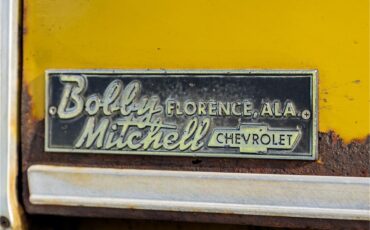 Bobby FLORENCE, ALA.
Mitchell CHEVROLET